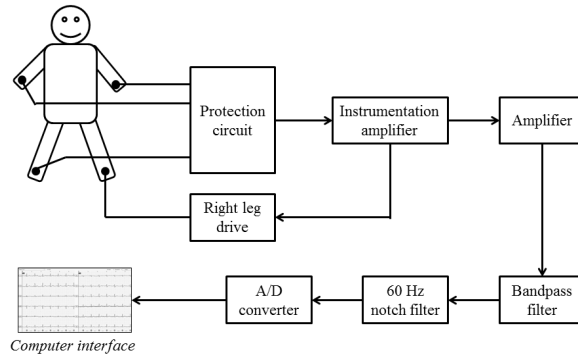 Protection
circuit
Instrumentation
amplifier
Amplifier
Right leg
drive
Bandpass
filter
60 Hz
notch filter
A/D
converter
Computer interface